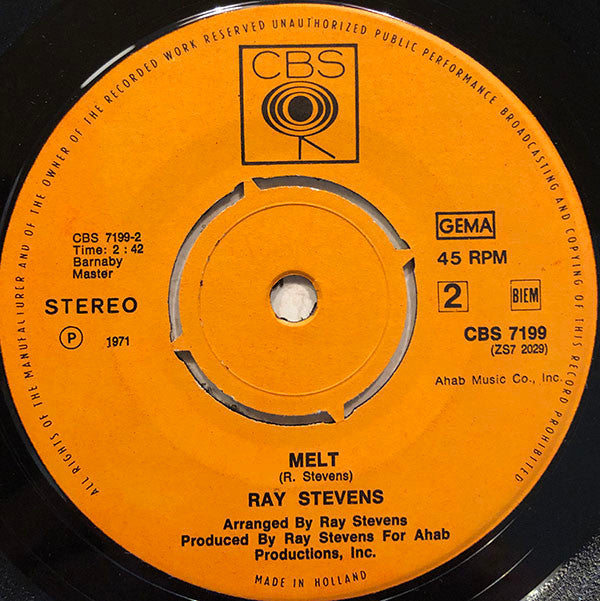 ALL RIGHTS OF THE MANUFACTURER AND OF THE OWNER OF THE RECORDED WORK RESERVED UNAUTHORIZED PUBLIC PERFORMANCE BROADCASTING AND COPYING OF THIS RECORD PROHIBITED
CBS
CBS 7199-2
Time: 2 : 42
Barnaby
Master
STEREO
P 1971
GEMA
45 RPM
2 BIEM
CBS 7199
(ZS7 2029)
Ahab Music Co., Inc.
MELT
(R. Stevens)
RAY STEVENS
Arranged By Ray Stevens
Produced By Ray Stevens For Ahab
Productions, Inc.
MADE IN HOLLAND